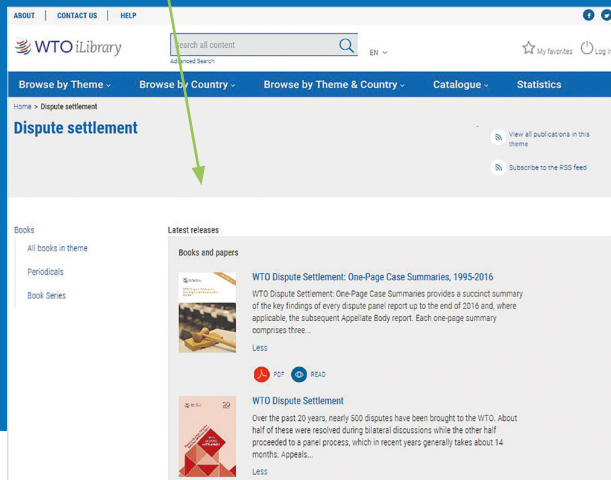 ABOUT | CONTACT US | HELP
WTO iLibrary
Search all content
EN
My favorites
Log in
Advanced Search
Browse by Theme
Browse by Country
Browse by Theme & Country
Catalogue
Statistics
Home > Dispute settlement
Dispute settlement
View all publications in this
theme
Subscribe to the RSS feed
Books
All books in theme
Periodicals
Book Series
Latest releases
Books and papers
WTO Dispute Settlement: One-Page Case Summaries, 1995-2016
WTO Dispute Settlement: One-Page Case Summaries provides a succinct summary
of the key findings of every dispute panel report up to the end of 2016 and, where
applicable, the subsequent Appellate Body report. Each one-page summary
comprises three...
Less
PDF
READ
29
WTO Dispute Settlement
Over the past 20 years, nearly 500 disputes have been brought to the WTO. About
half of these were resolved during bilateral discussions while the other half
proceeded to a panel process, which in recent years generally takes about 14
months. Appeals...
Less